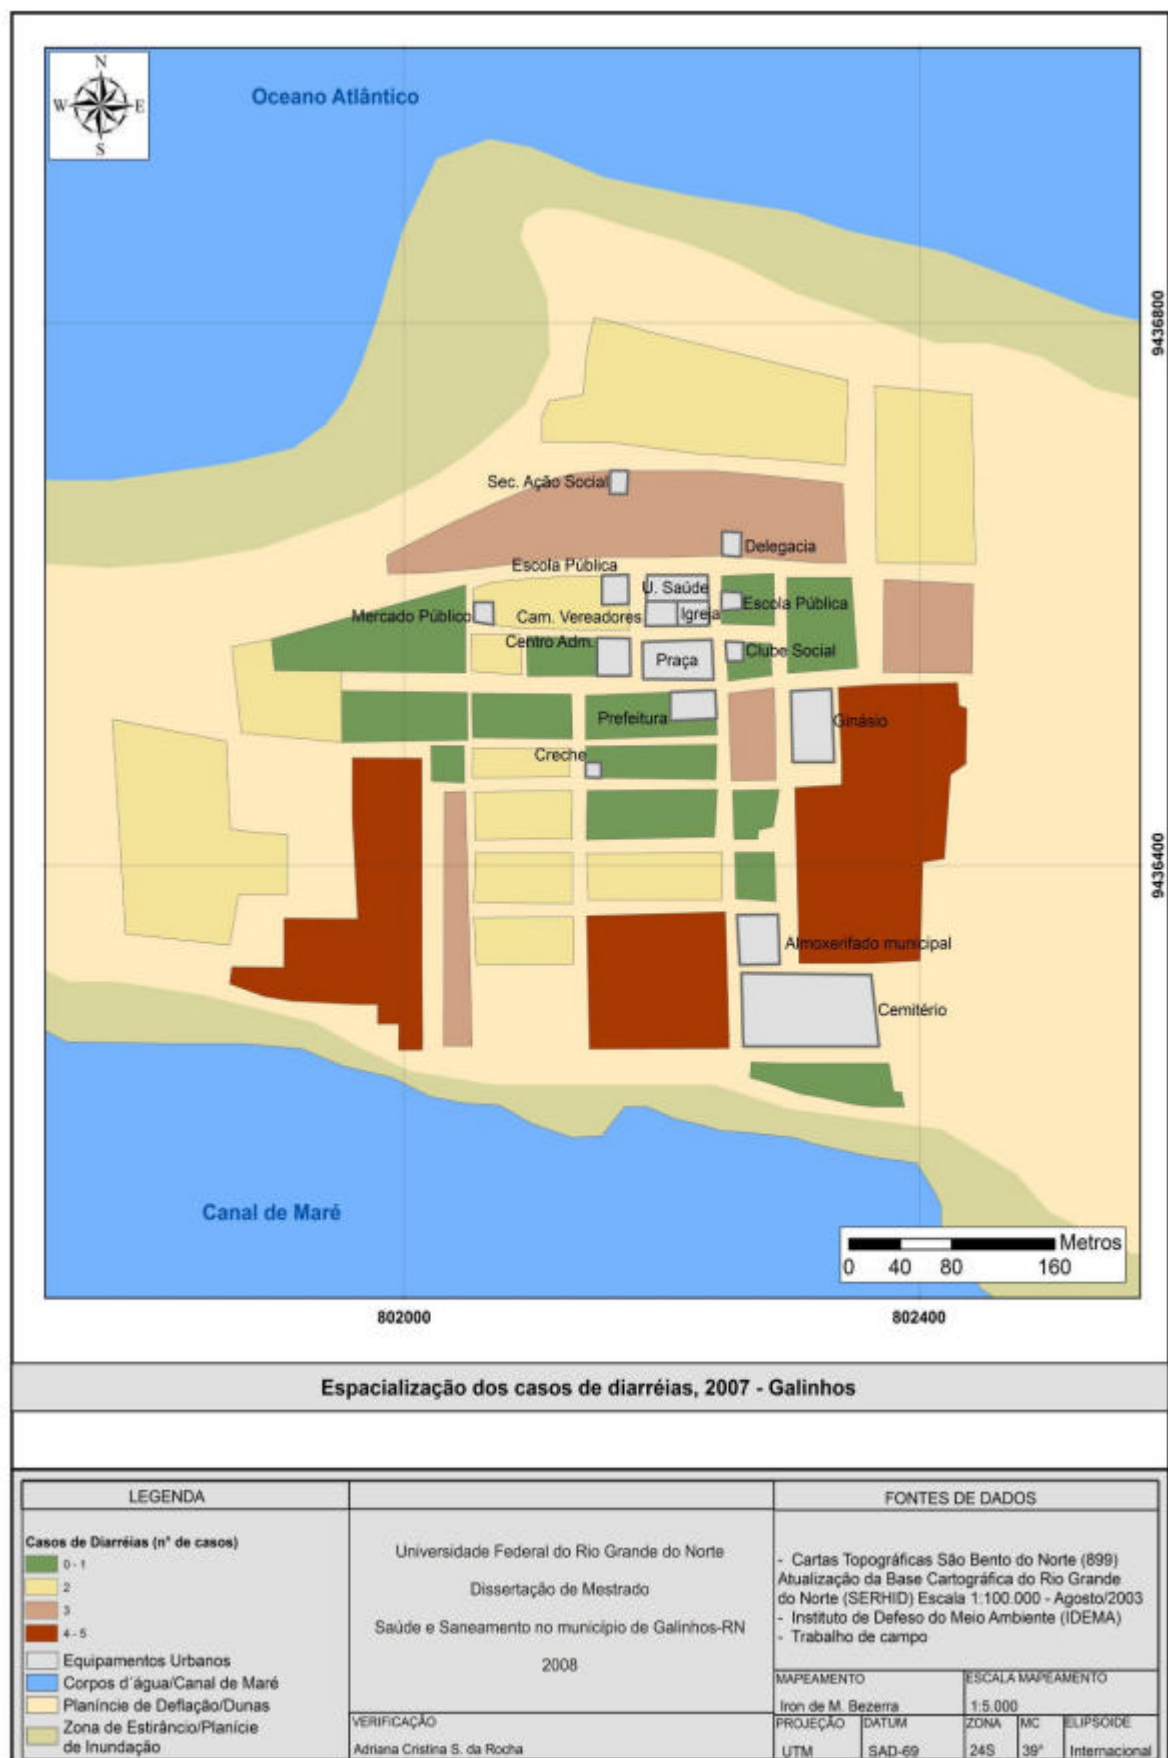 N
W E
S
Oceano Atlântico
9436800
Sec. Ação Social
Delegacia
Escola Pública
U. Saúde
Escola Pública
Mercado Público
Cam. Vereadores
Igreja
Centro Adm.
Clube Social
Praça
Prefeitura
Ginásio
Creche
9436400
Almoxerifado municipal
Cemitério
Canal de Maré
Metros
0 40 80 160
802000 802400
Espacialização dos casos de diarréias, 2007 - Galinhos
LEGENDA
Casos de Diarréias (n° de casos)
0 - 1
2
3
4 - 5
Equipamentos Urbanos
Corpos d´água/Canal de Maré
Planíncie de Deflação/Dunas
Zona de Estirâncio/Planície
de Inundação
Universidade Federal do Rio Grande do Norte
Dissertação de Mestrado
Saúde e Saneamento no município de Galinhos-RN
2008
VERIFICAÇÃO
Adriana Cristina S. da Rocha
FONTES DE DADOS
- Cartas Topográficas São Bento do Norte (899)
Atualização da Base Cartográfica do Rio Grande
do Norte (SERHID) Escala 1:100.000 - Agosto/2003
- Instituto de Defeso do Meio Ambiente (IDEMA)
- Trabalho de campo
MAPEAMENTO
Iron de M. Bezerra
ESCALA MAPEAMENTO
1:5.000
PROJEÇÃO DATUM ZONA MC ELIPSÓIDE
UTM SAD-69 24S 39° Internacional